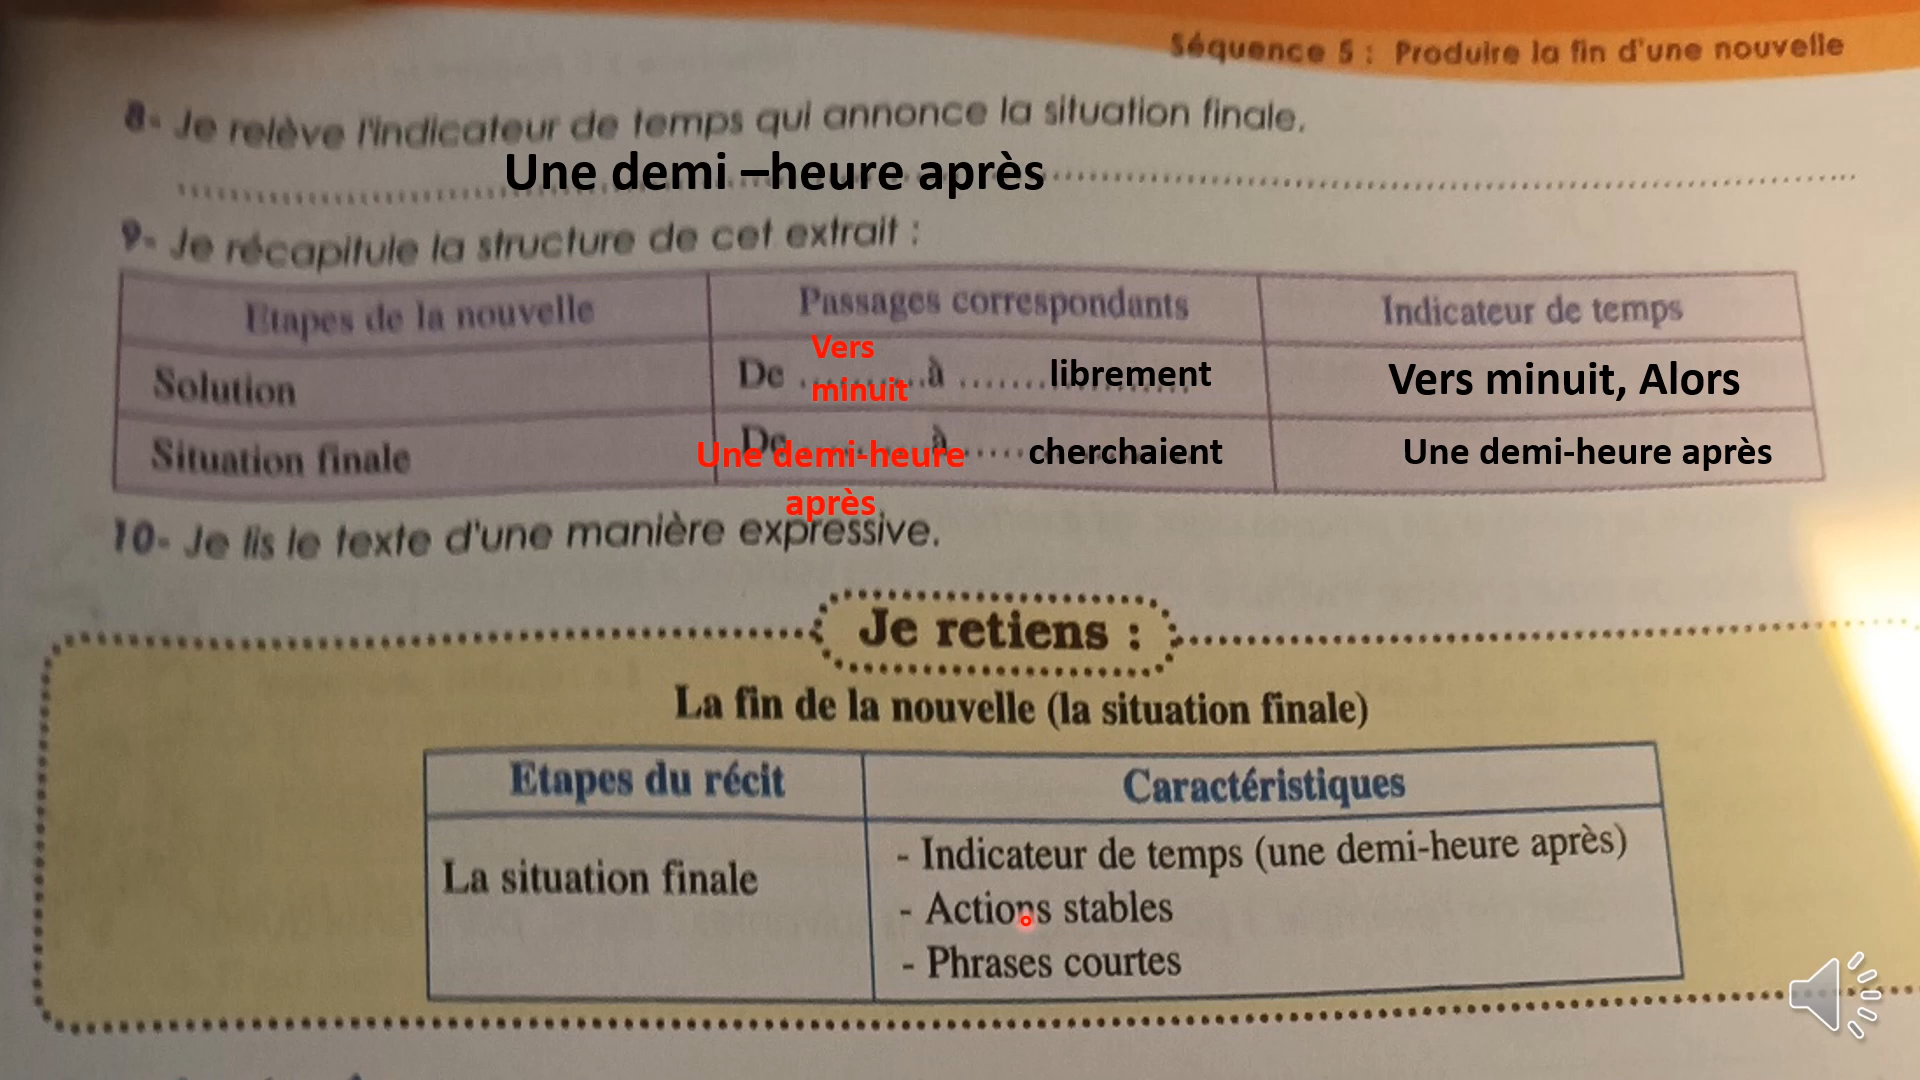 Séquence 5 : Produire la fin d'une nouvelle
8- Je relève l'indicateur de temps qui annonce la situation finale.
Une demi –heure après
9- Je récapitule la structure de cet extrait :
Etapes de la nouvelle Passages correspondants Indicateur de temps
Solution De Vers minuit à librement Vers minuit, Alors
Situation finale De Une demi-heure après à cherchaient Une demi-heure après
10- Je lis le texte d'une manière expressive.
Je retiens :
La fin de la nouvelle (la situation finale)
Etapes du récit Caractéristiques
La situation finale - Indicateur de temps (une demi-heure après)
- Actions stables
- Phrases courtes